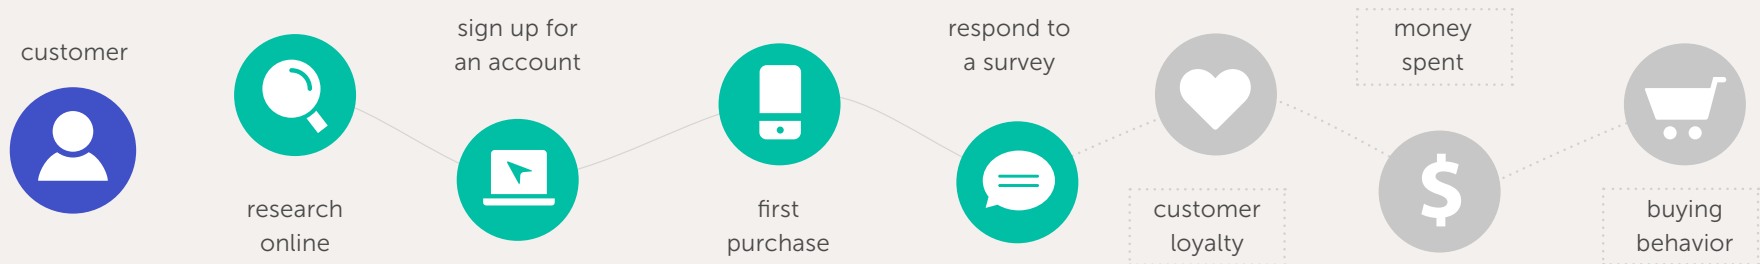 customer
research
online
sign up for
an account
first
purchase
respond to
a survey
customer
loyalty
money
spent
$
buying
behavior